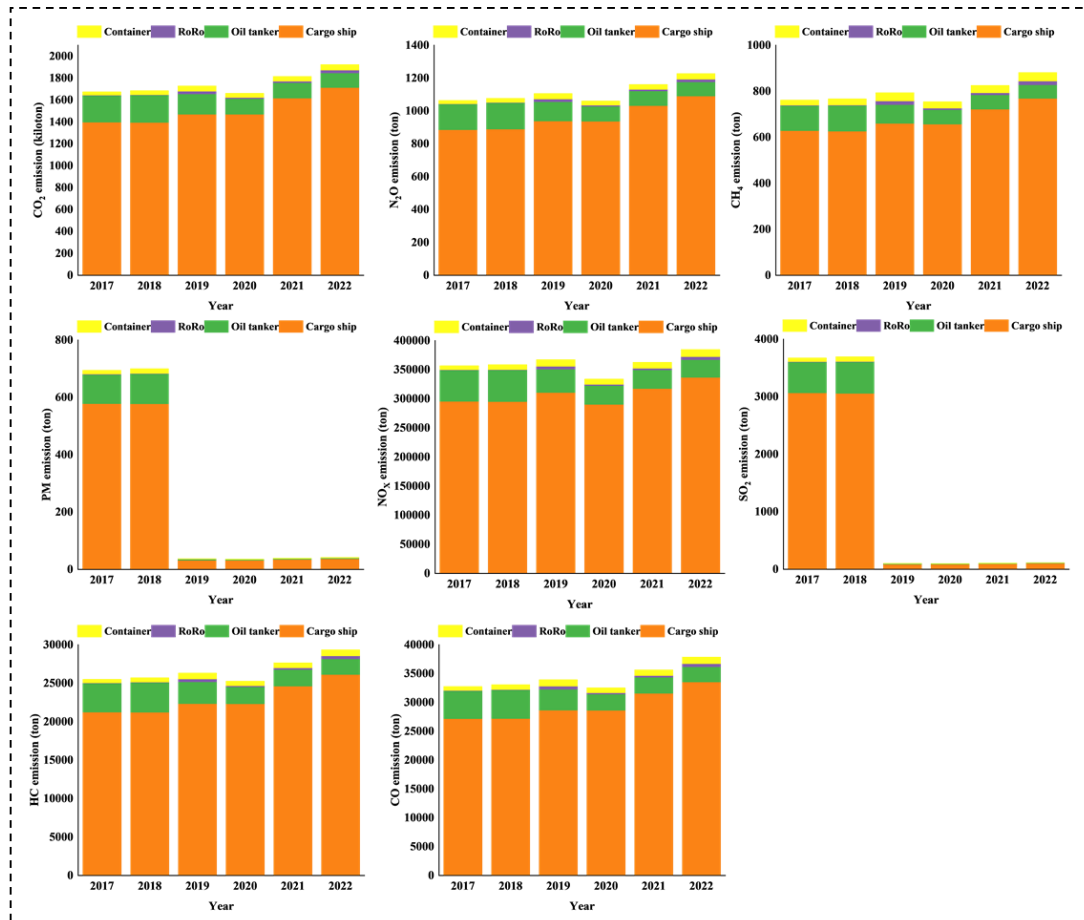 Container RoRo Oil tanker Cargo ship
CO2 emission (kiloton)
2000
1800
1600
1400
1200
1000
800
600
400
200
0
2017 2018 2019 2020 2021 2022
Year
Container RoRo Oil tanker Cargo ship
N2O emission (ton)
1400
1200
1000
800
600
400
200
0
2017 2018 2019 2020 2021 2022
Year
Container RoRo Oil tanker Cargo ship
CH4 emission (ton)
1000
800
600
400
200
0
2017 2018 2019 2020 2021 2022
Year
Container RoRo Oil tanker Cargo ship
PM emission (ton)
800
600
400
200
0
2017 2018 2019 2020 2021 2022
Year
Container RoRo Oil tanker Cargo ship
NOX emission (ton)
400000
350000
300000
250000
200000
150000
100000
50000
0
2017 2018 2019 2020 2021 2022
Year
Container RoRo Oil tanker Cargo ship
SO2 emission (ton)
4000
3000
2000
1000
0
2017 2018 2019 2020 2021 2022
Year
Container RoRo Oil tanker Cargo ship
HC emission (ton)
30000
25000
20000
15000
10000
5000
0
2017 2018 2019 2020 2021 2022
Year
Container RoRo Oil tanker Cargo ship
CO emission (ton)
40000
35000
30000
25000
20000
15000
10000
5000
0
2017 2018 2019 2020 2021 2022
Year